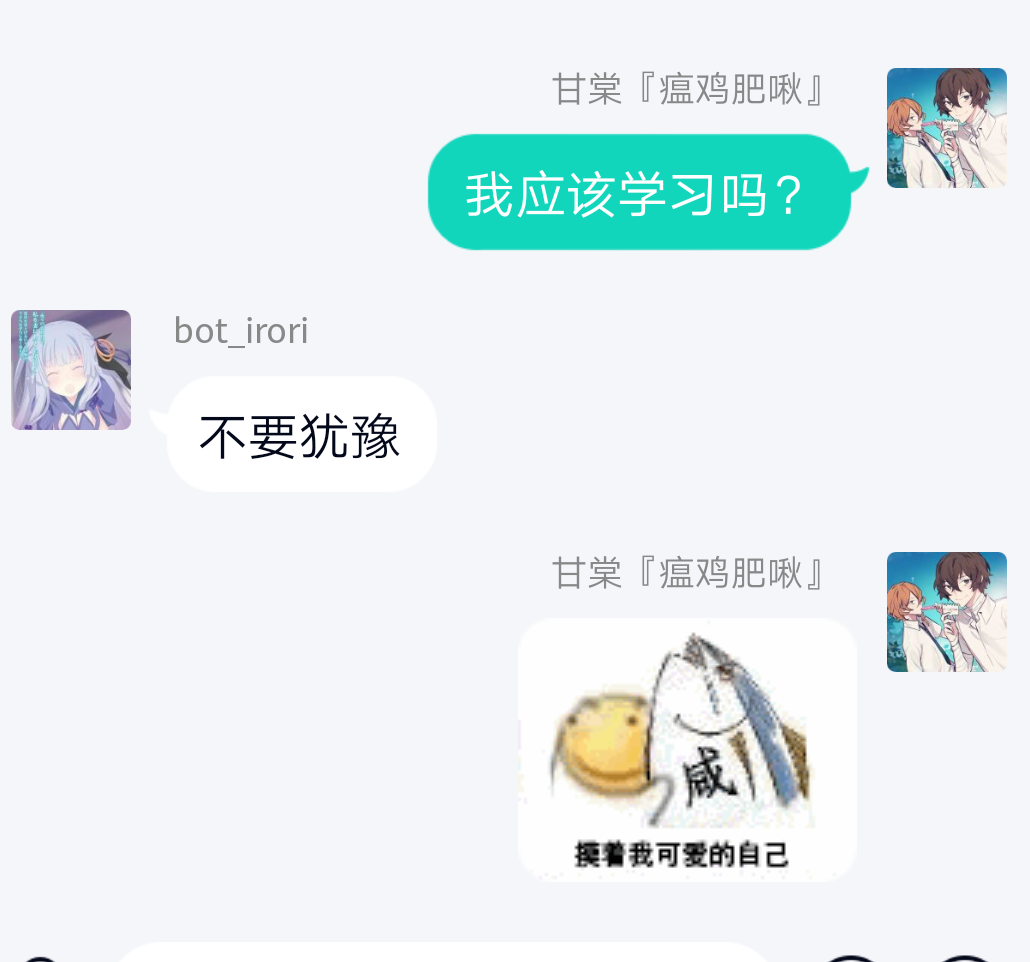 甘棠『瘟鸡肥啾』
我应该学习吗？
bot_irori
不要犹豫
甘棠『瘟鸡肥啾』
咸
摸着我可爱的自己